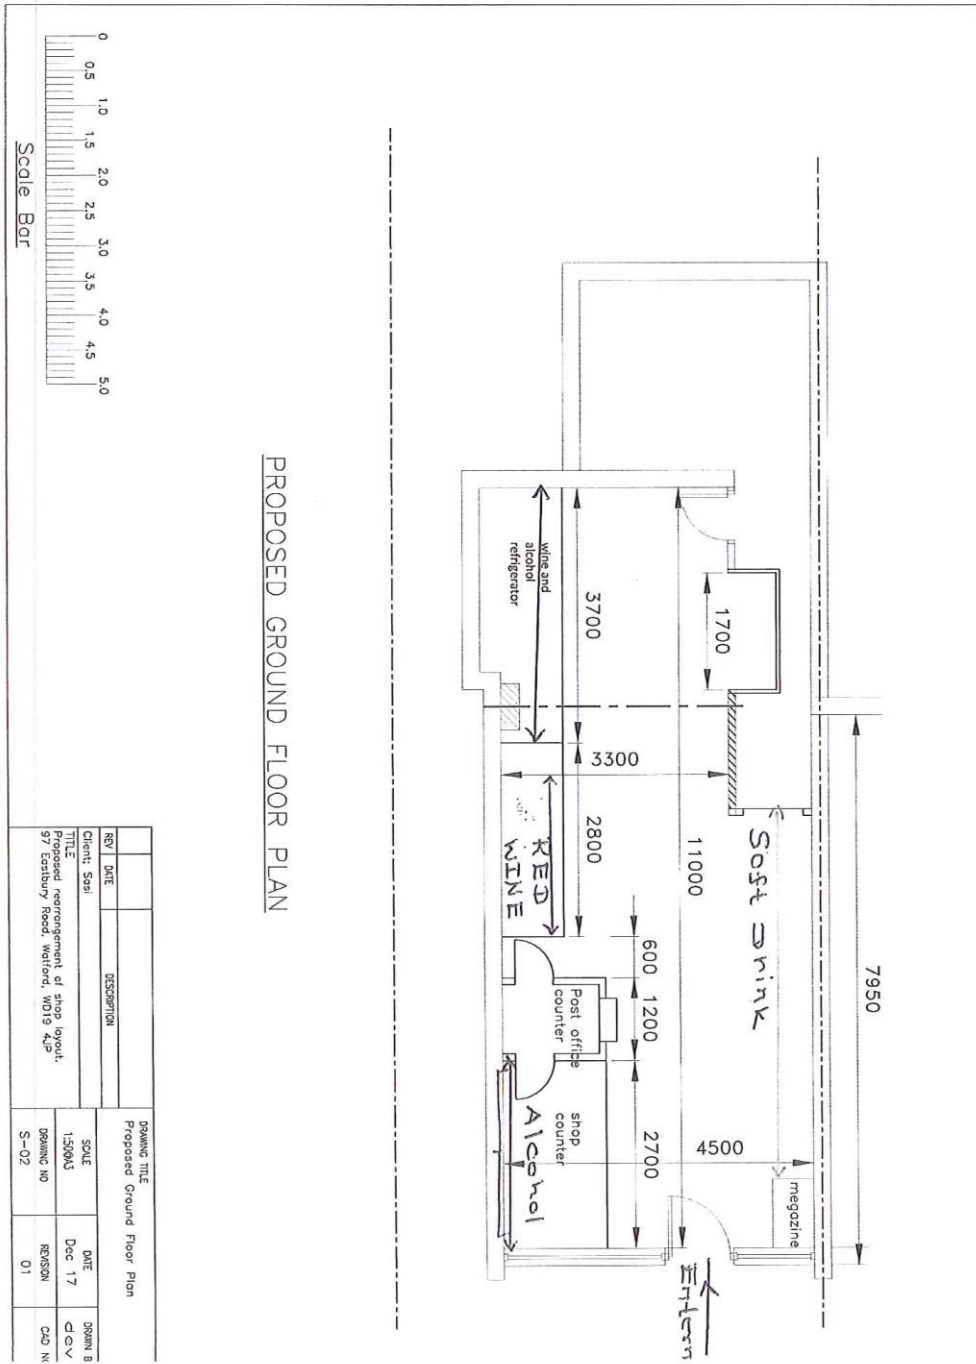 7950
Soft Drink
megazine
Entern
1700
11000
4500
3300
3700
2800
600
1200
2700
wine and
alcohol
refrigerator
RED
WINE
Post office
counter
shop
counter
Alcohol
PROPOSED GROUND FLOOR PLAN
0 0.5 1.0 1.5 2.0 2.5 3.0 3.5 4.0 4.5 5.0
Scale Bar
REV DATE DESCRIPTION
Client: Sasi
TITLE
Proposed rearrangement of shop layout.
97 Eastbury Road, Watford, WD19 4JP
DRAWING TITLE
Proposed Ground Floor Plan
SCALE DATE DRAWN B
1:50@A3 Dec 17 dev
DRAWING NO REVISION CAD
S-02 01